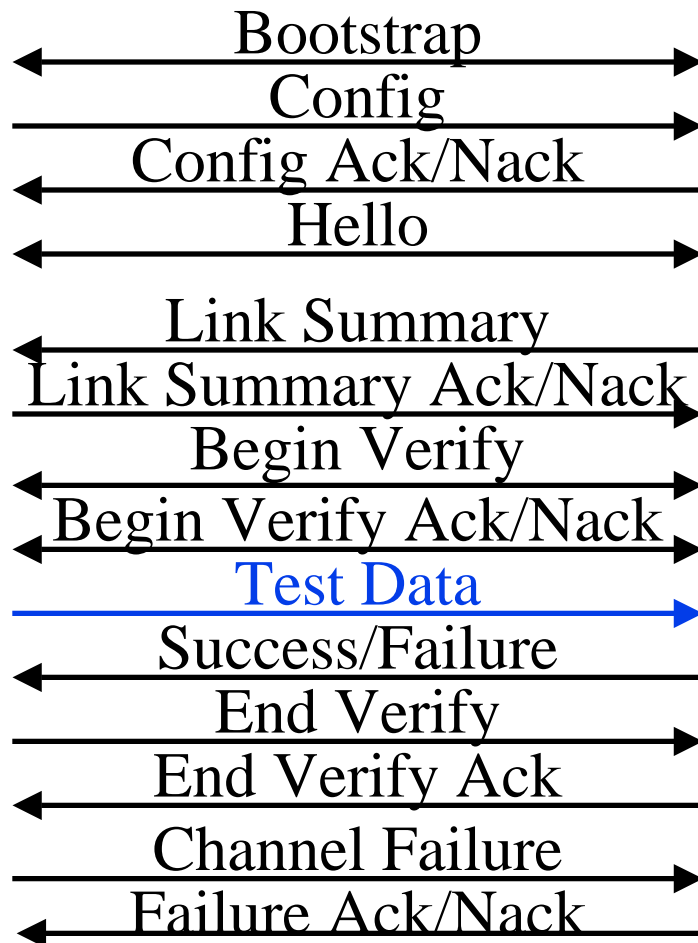 Bootstrap
Config
Config Ack/Nack
Hello
Link Summary
Link Summary Ack/Nack
Begin Verify
Begin Verify Ack/Nack
Test Data
Success/Failure
End Verify
End Verify Ack
Channel Failure
Failure Ack/Nack